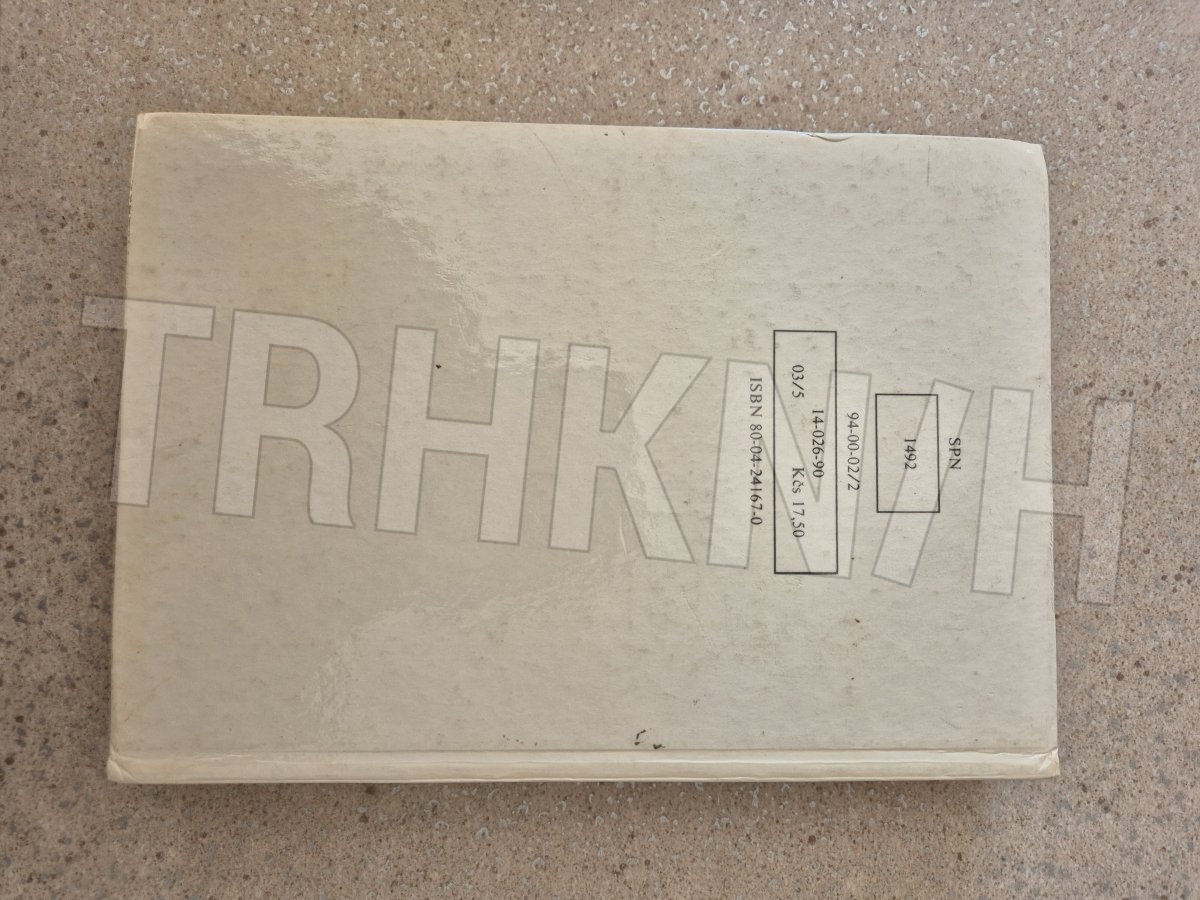 SPN
1492
94-00-02/2
14-026-90
03/5 Kčs 17,50
ISBN 80-04-24167-0
TRHKNIH